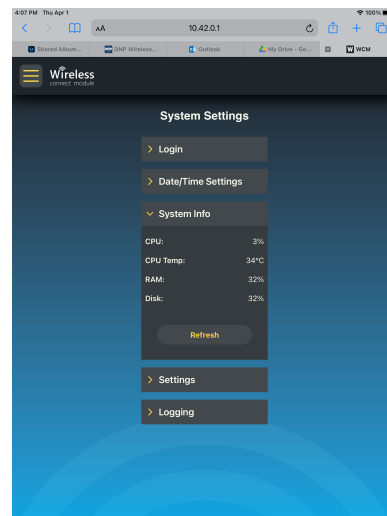 4:07 PM Thu Apr 1 100%
AA 10.42.0.1
Shared Album... DNP Wireless... Outlook My Drive - Go... WCM
Wireless
connect module
System Settings
Login
Date/Time Settings
System Info
CPU: 3%
CPU Temp: 34°C
RAM: 32%
Disk: 32%
Refresh
Settings
Logging